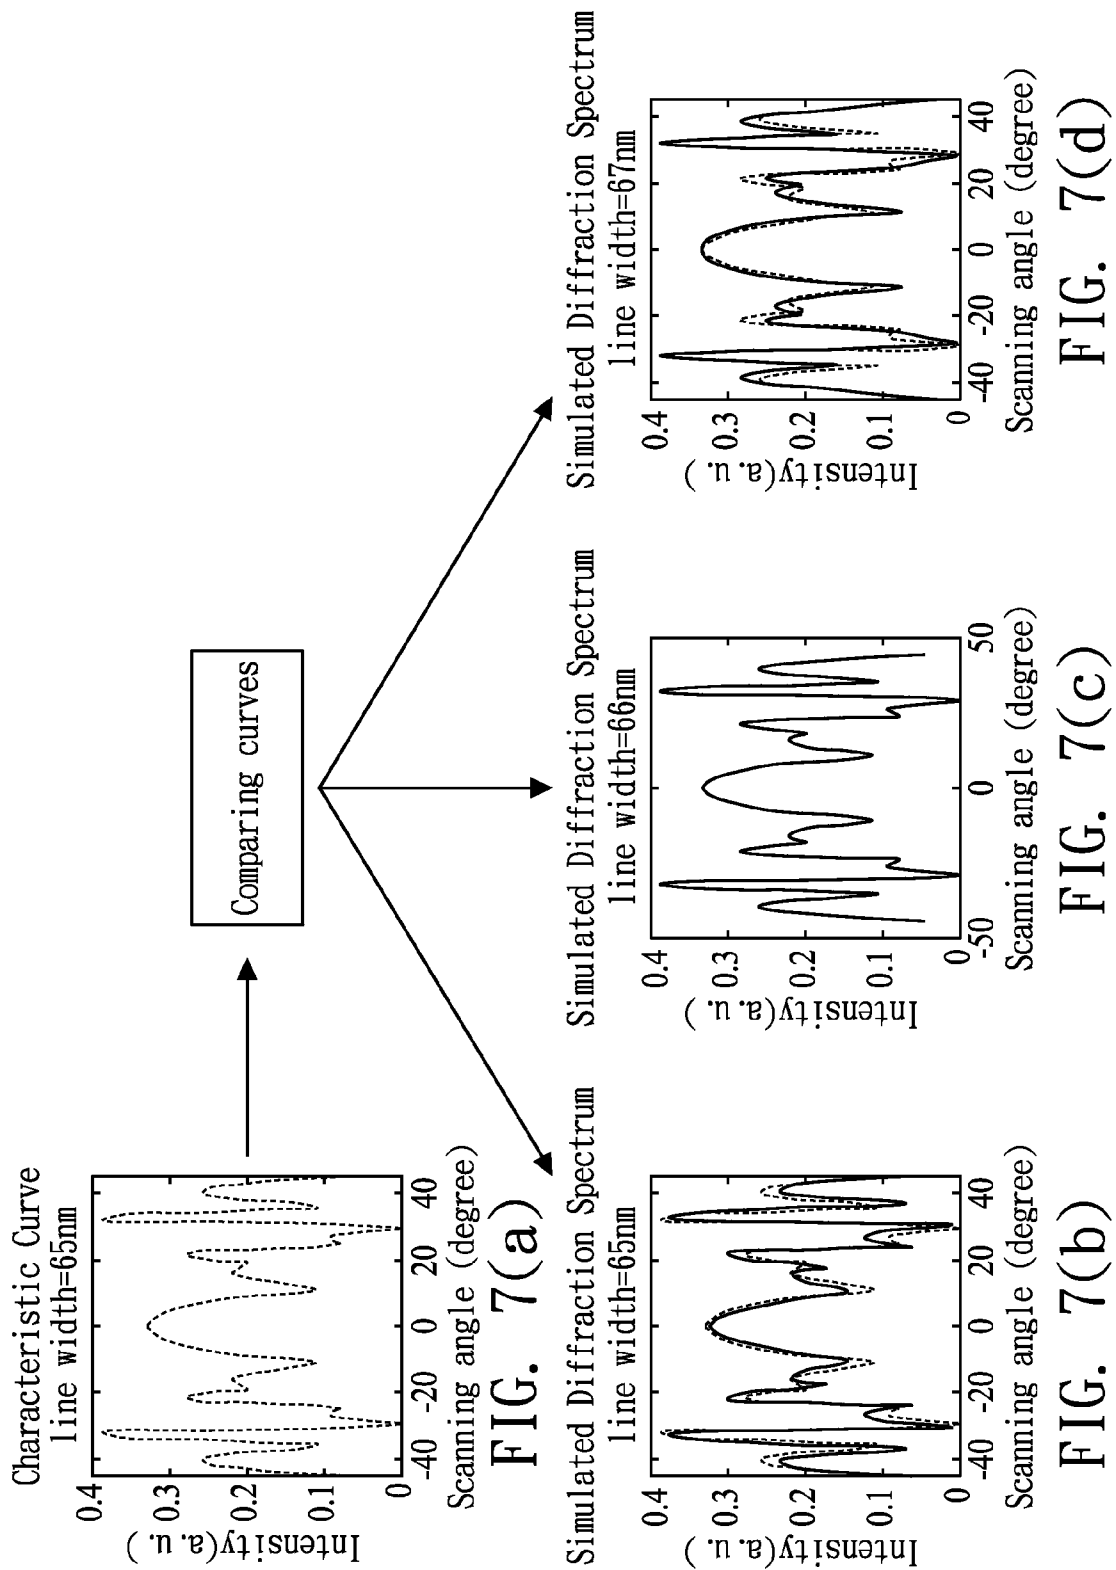 Characteristic Curve
line width=65nm
0.4
0.3
0.2
0.1
0
Intensity(a.u.)
-40
-20
0
20
40
Scanning angle (degree)
FIG. 7(a)
Comparing curves
Simulated Diffraction Spectrum
line width=65nm
0.4
0.3
0.2
0.1
0
Intensity(a.u.)
-40
-20
0
20
40
Scanning angle (degree)
FIG. 7(b)
Simulated Diffraction Spectrum
line width=66nm
0.4
0.3
0.2
0.1
0
Intensity(a.u.)
-50
0
50
Scanning angle (degree)
FIG. 7(c)
Simulated Diffraction Spectrum
line width=67nm
0.4
0.3
0.2
0.1
0
Intensity(a.u.)
-40
-20
0
20
40
Scanning angle (degree)
FIG. 7(d)